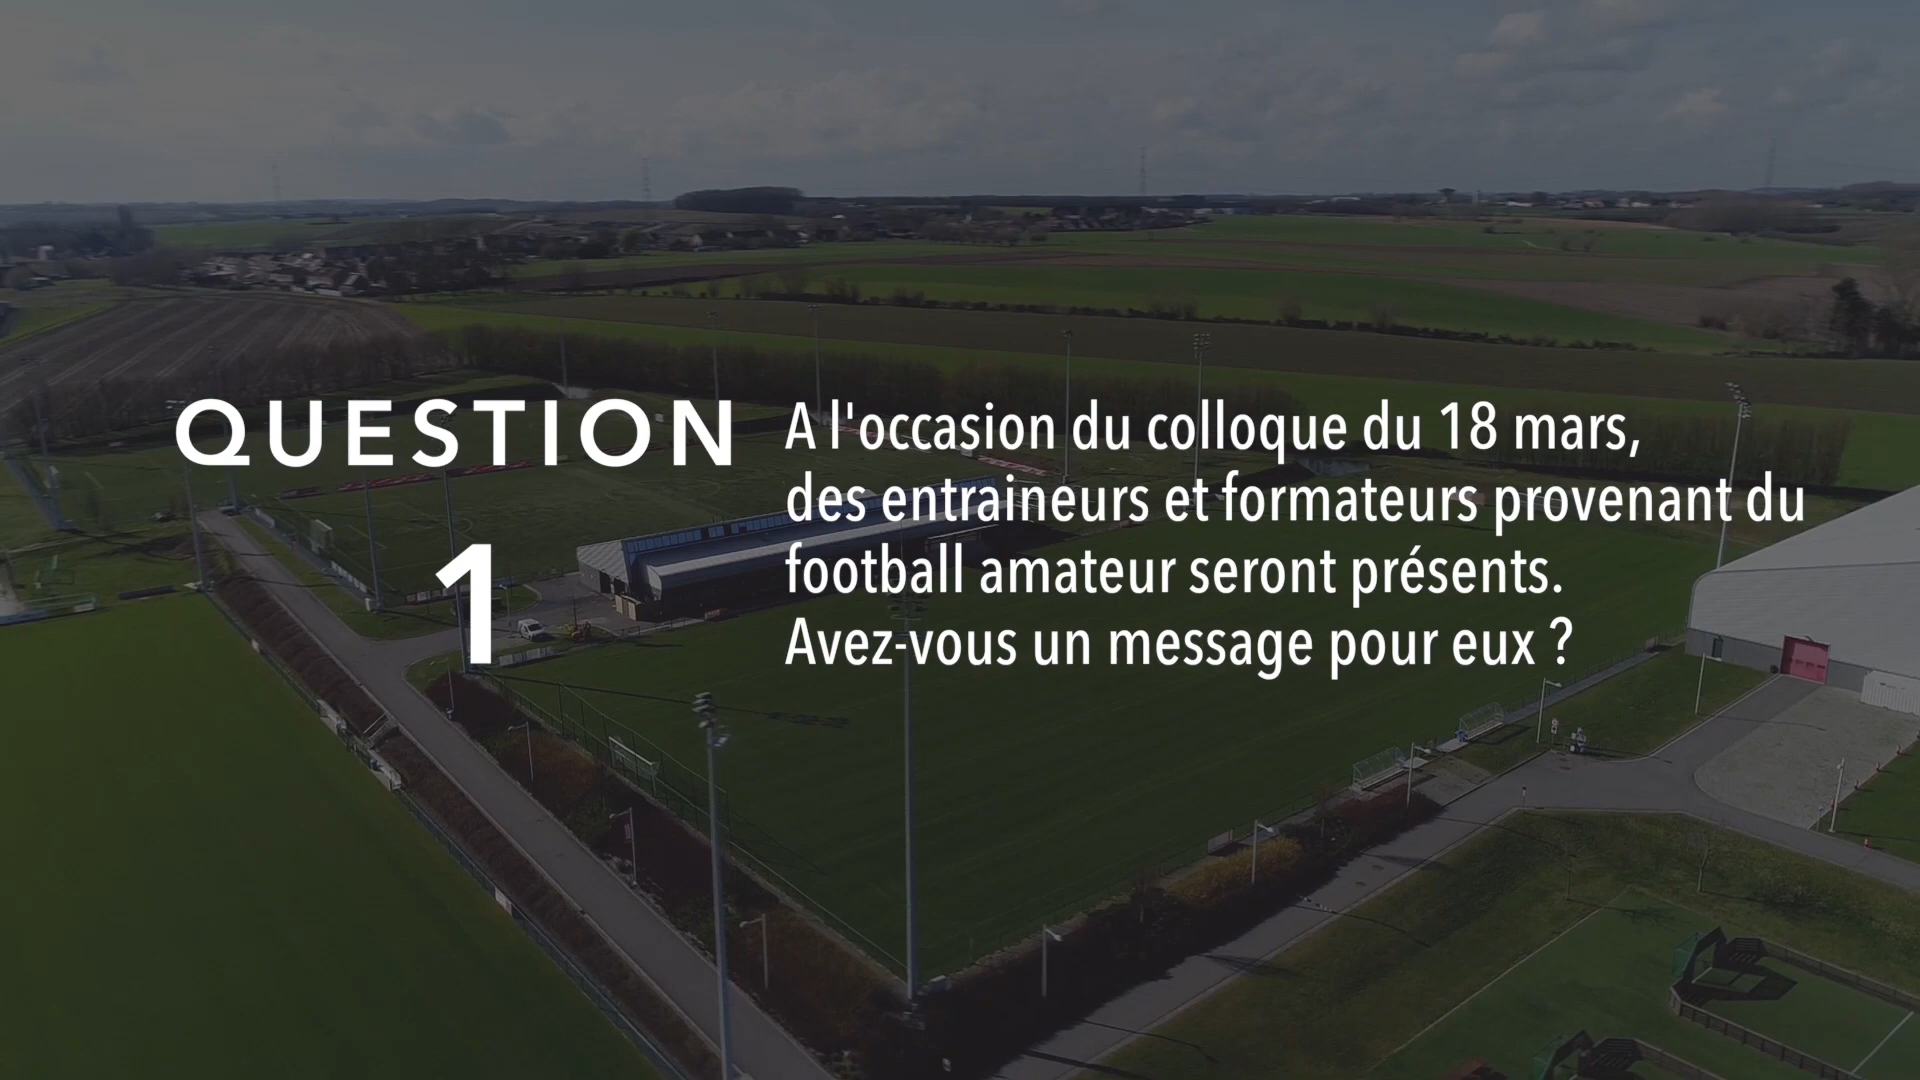 QUESTION
1
A l'occasion du colloque du 18 mars,
des entraineurs et formateurs provenant du
football amateur seront présents.
Avez-vous un message pour eux ?